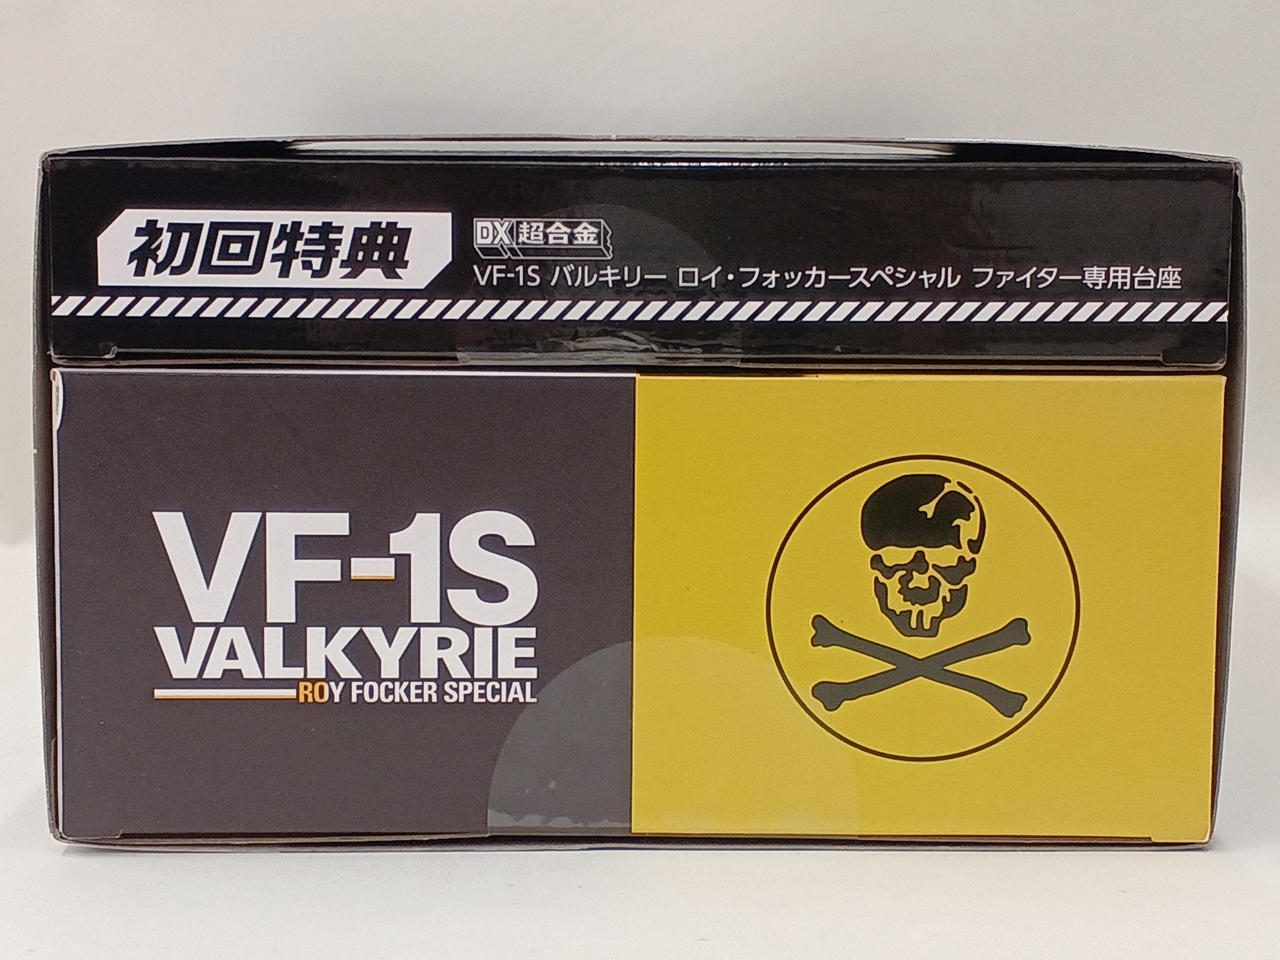 初回特典
DX超合金
VF-1S バルキリー ロイ・フォッカースペシャル ファイター専用台座
VF-1S
VALKYRIE
ROY FOCKER SPECIAL